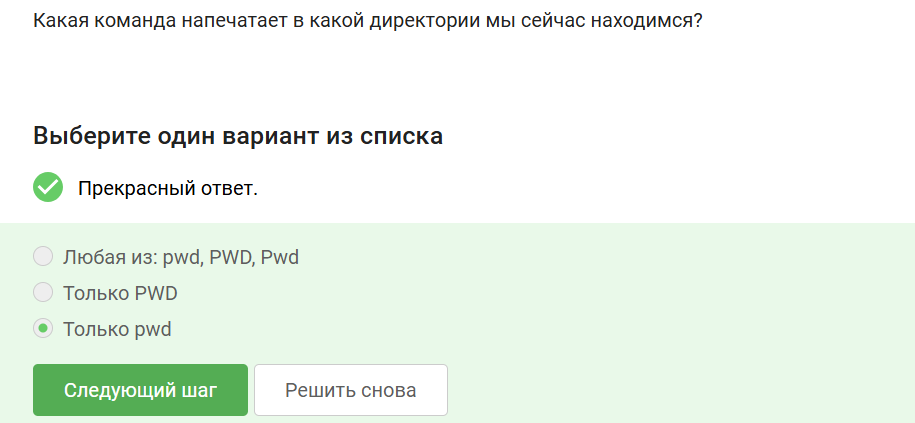 Какая команда напечатает в какой директории мы сейчас находимся?
Выберите один вариант из списка
Прекрасный ответ.
Любая из: pwd, PWD, Pwd
Только PWD
Только pwd
Следующий шаг
Решить снова